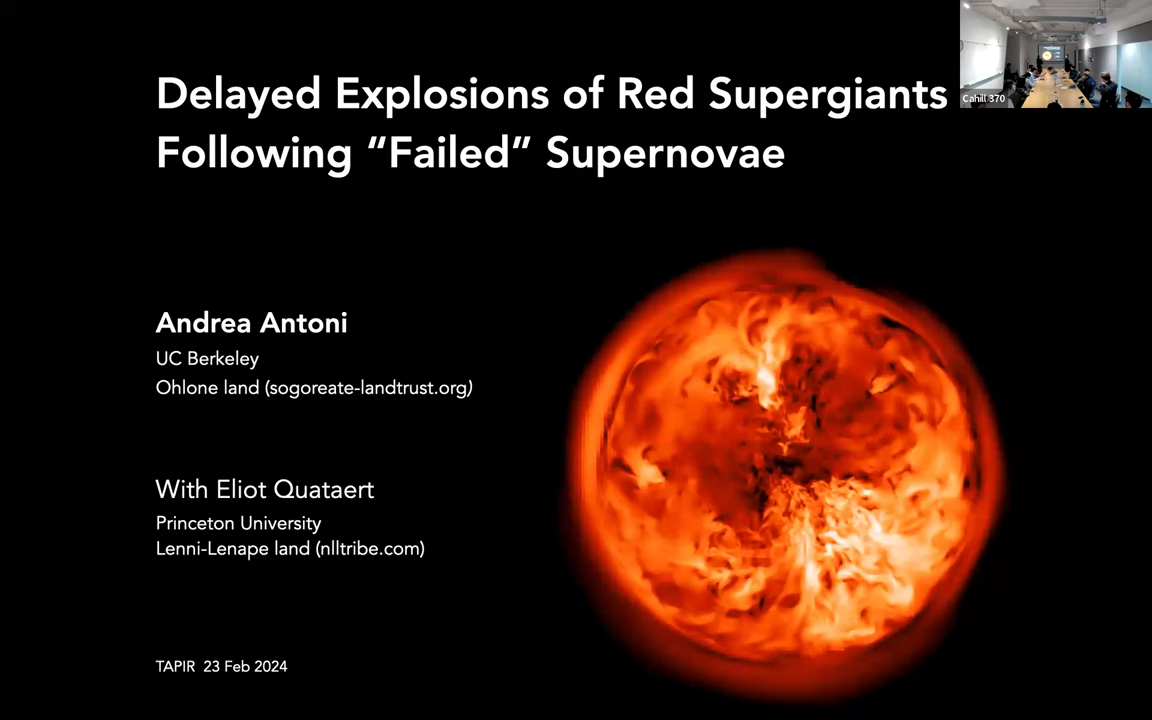 Delayed Explosions of Red Supergiants
Following “Failed” Supernovae
Cahill 370
Andrea Antoni
UC Berkeley
Ohlone land (sogoreate-landtrust.org)
With Eliot Quataert
Princeton University
Lenni-Lenape land (nlltribe.com)
TAPIR 23 Feb 2024